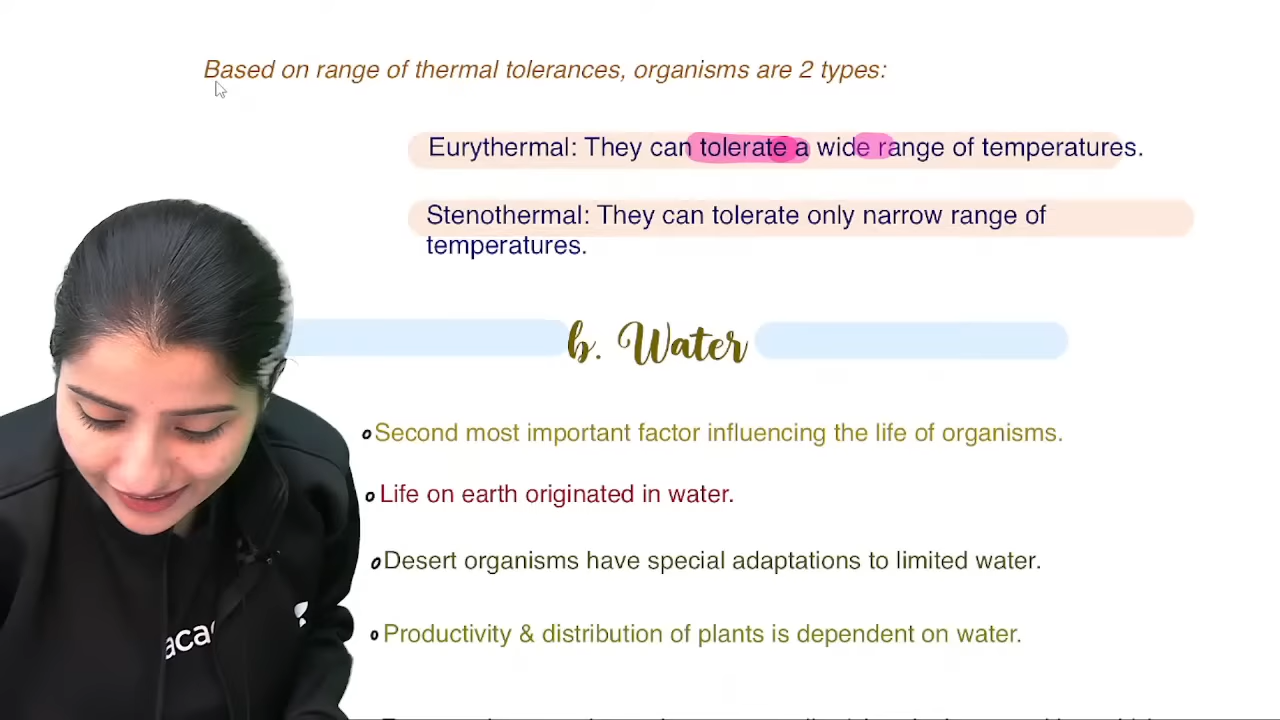 Based on range of thermal tolerances, organisms are 2 types:
Eurythermal: They can tolerate a wide range of temperatures.
Stenothermal: They can tolerate only narrow range of
temperatures.
b. Water
Second most important factor influencing the life of organisms.
Life on earth originated in water.
Desert organisms have special adaptations to limited water.
Productivity & distribution of plants is dependent on water.